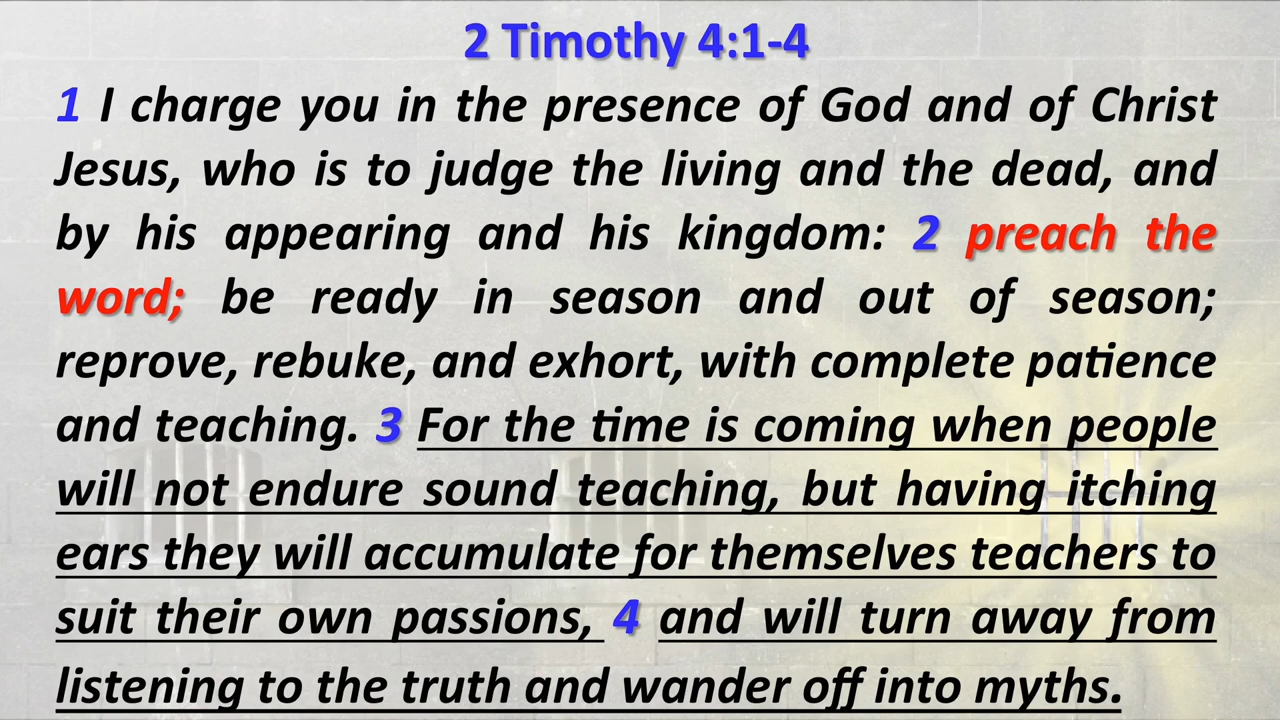 2 Timothy 4:1-4
1 I charge you in the presence of God and of Christ
Jesus, who is to judge the living and the dead, and
by his appearing and his kingdom: 2 preach the
word; be ready in season and out of season;
reprove, rebuke, and exhort, with complete patience
and teaching. 3 For the time is coming when people
will not endure sound teaching, but having itching
ears they will accumulate for themselves teachers to
suit their own passions, 4 and will turn away from
listening to the truth and wander off into myths.